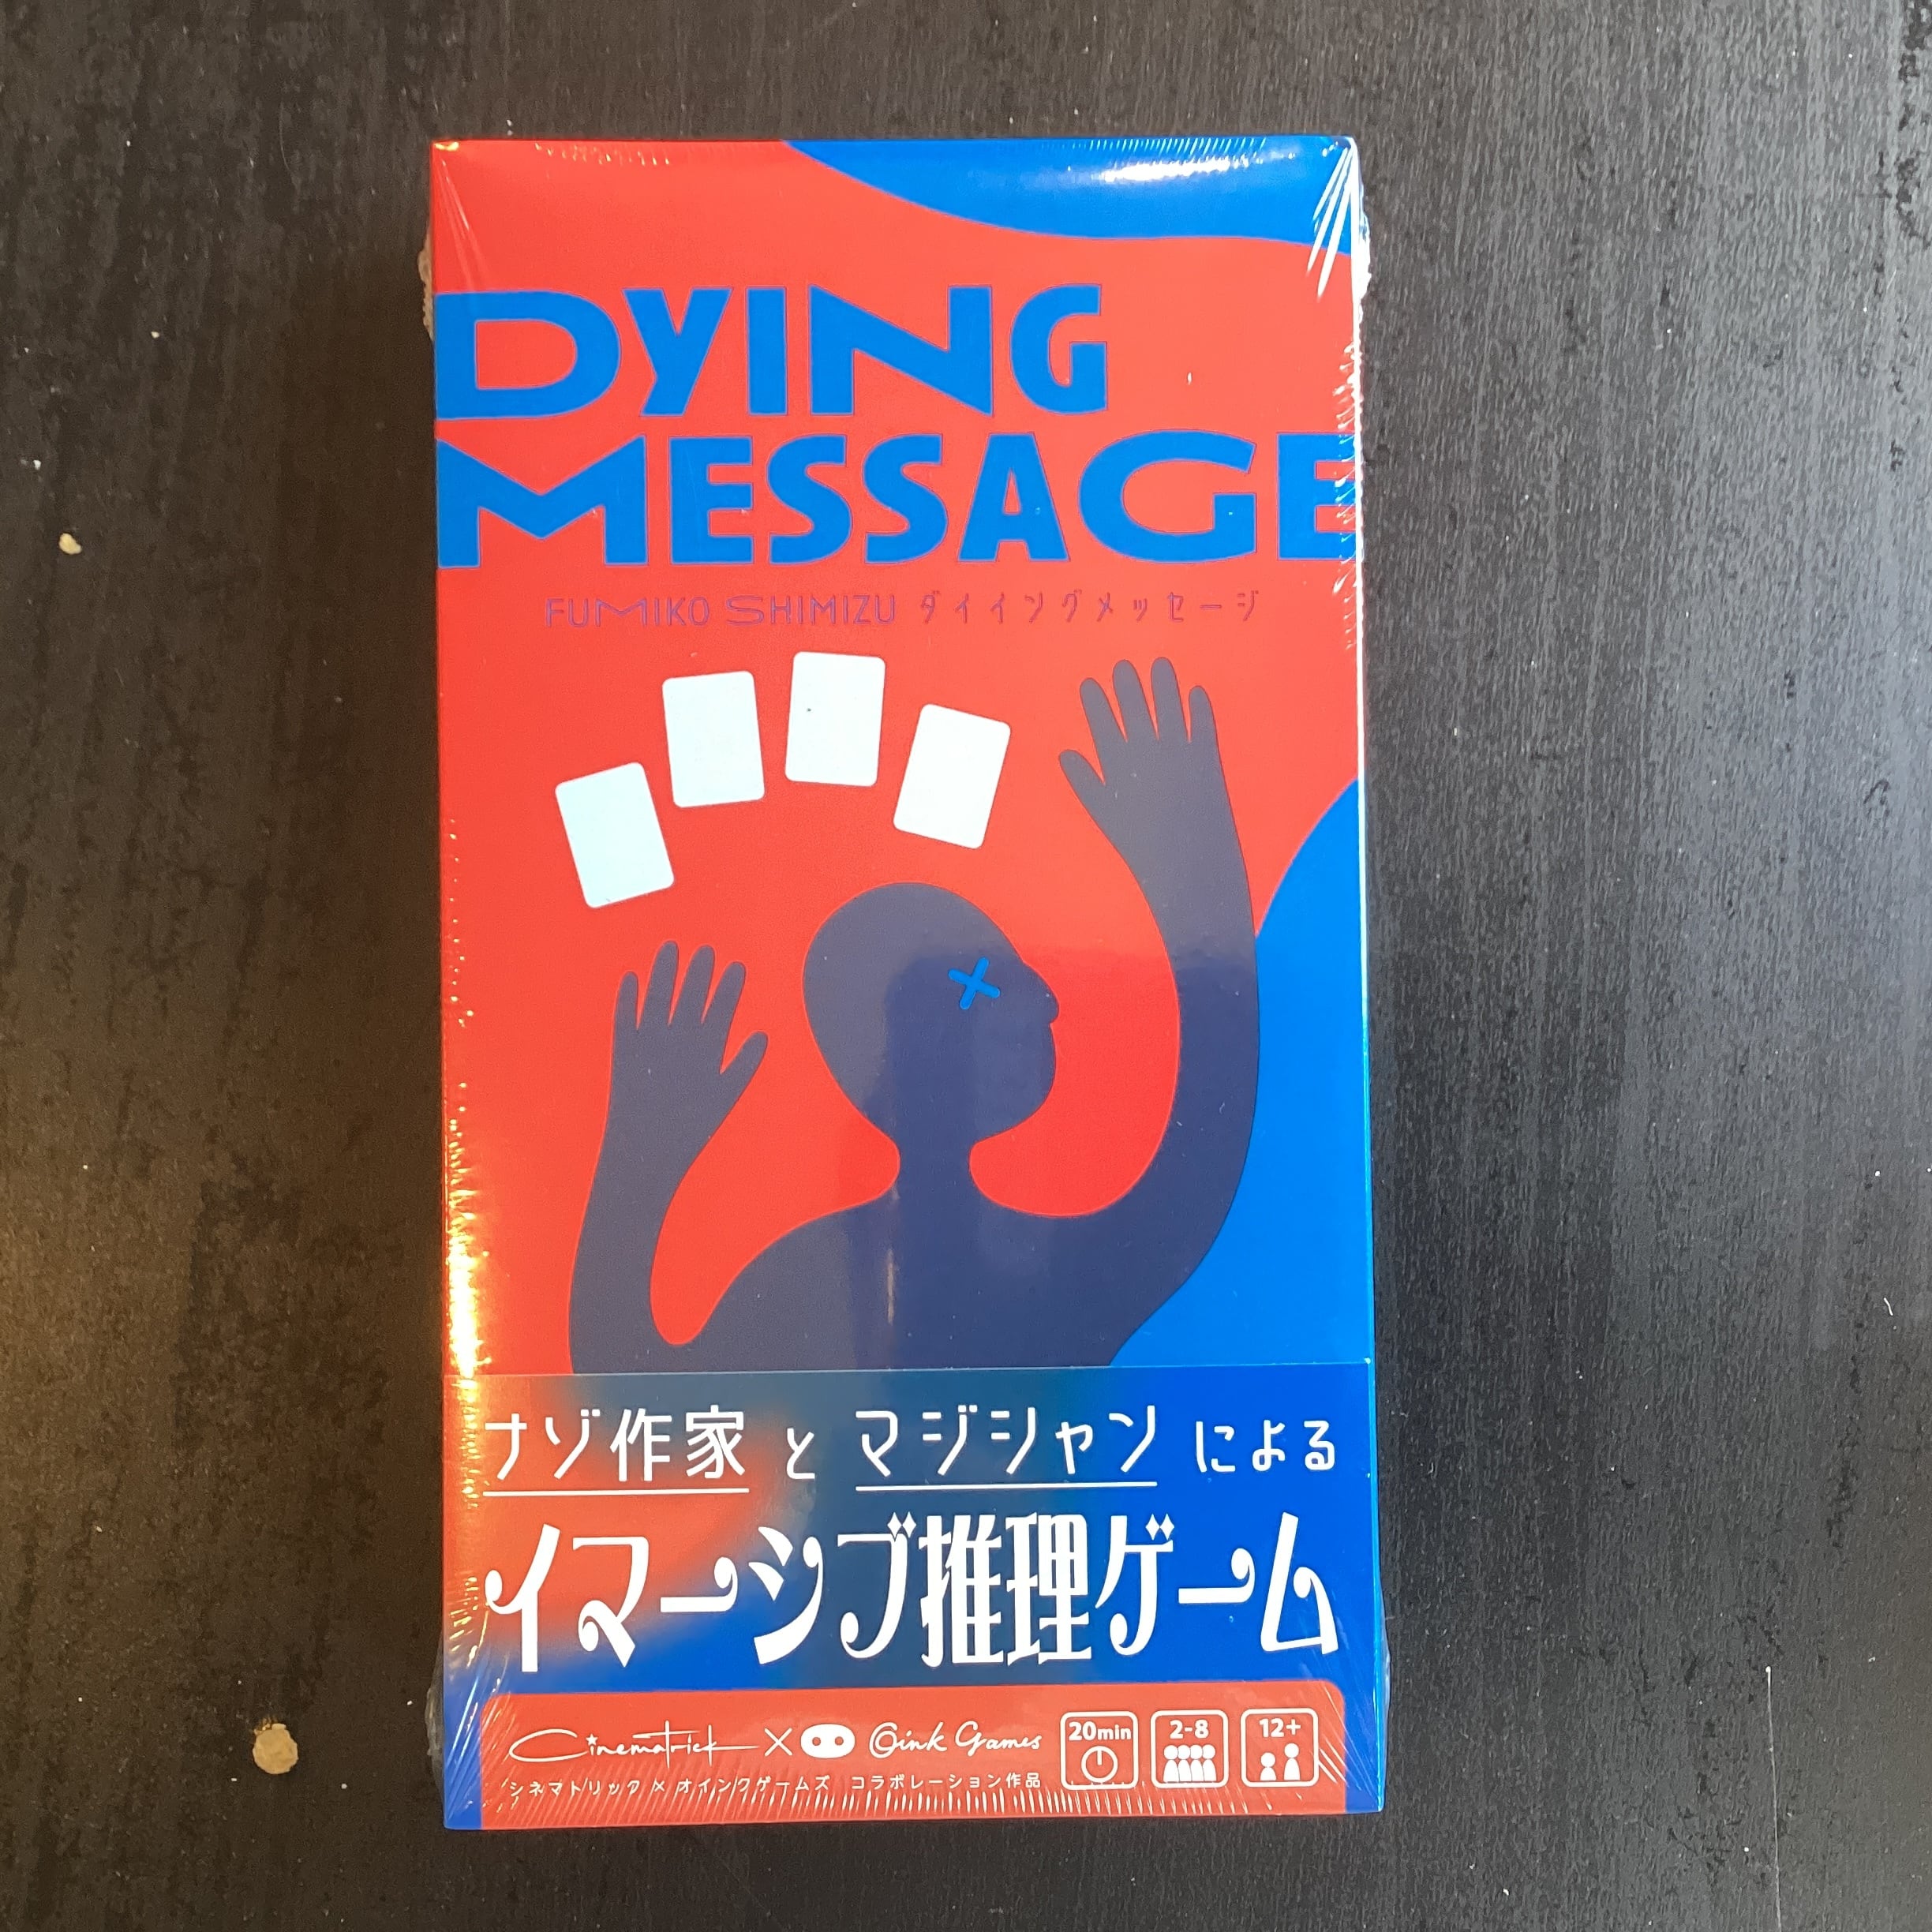 DYING
MESSAGE
FUMIKO SHIMIZU ダイイングメッセージ
ナゾ作家 と マジシャン による
イマーシブ推理ゲーム
Cinematrick × Oink Games
20min 2-8 12+
シネマトリック × オインクゲームズ コラボレーション作品